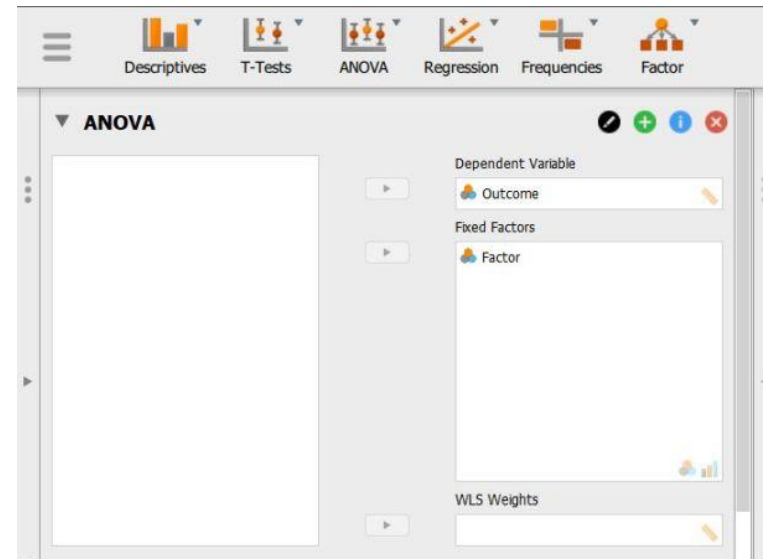 Descriptives T-Tests ANOVA Regression Frequencies Factor
ANOVA
Dependent Variable
Outcome
Fixed Factors
Factor
WLS Weights